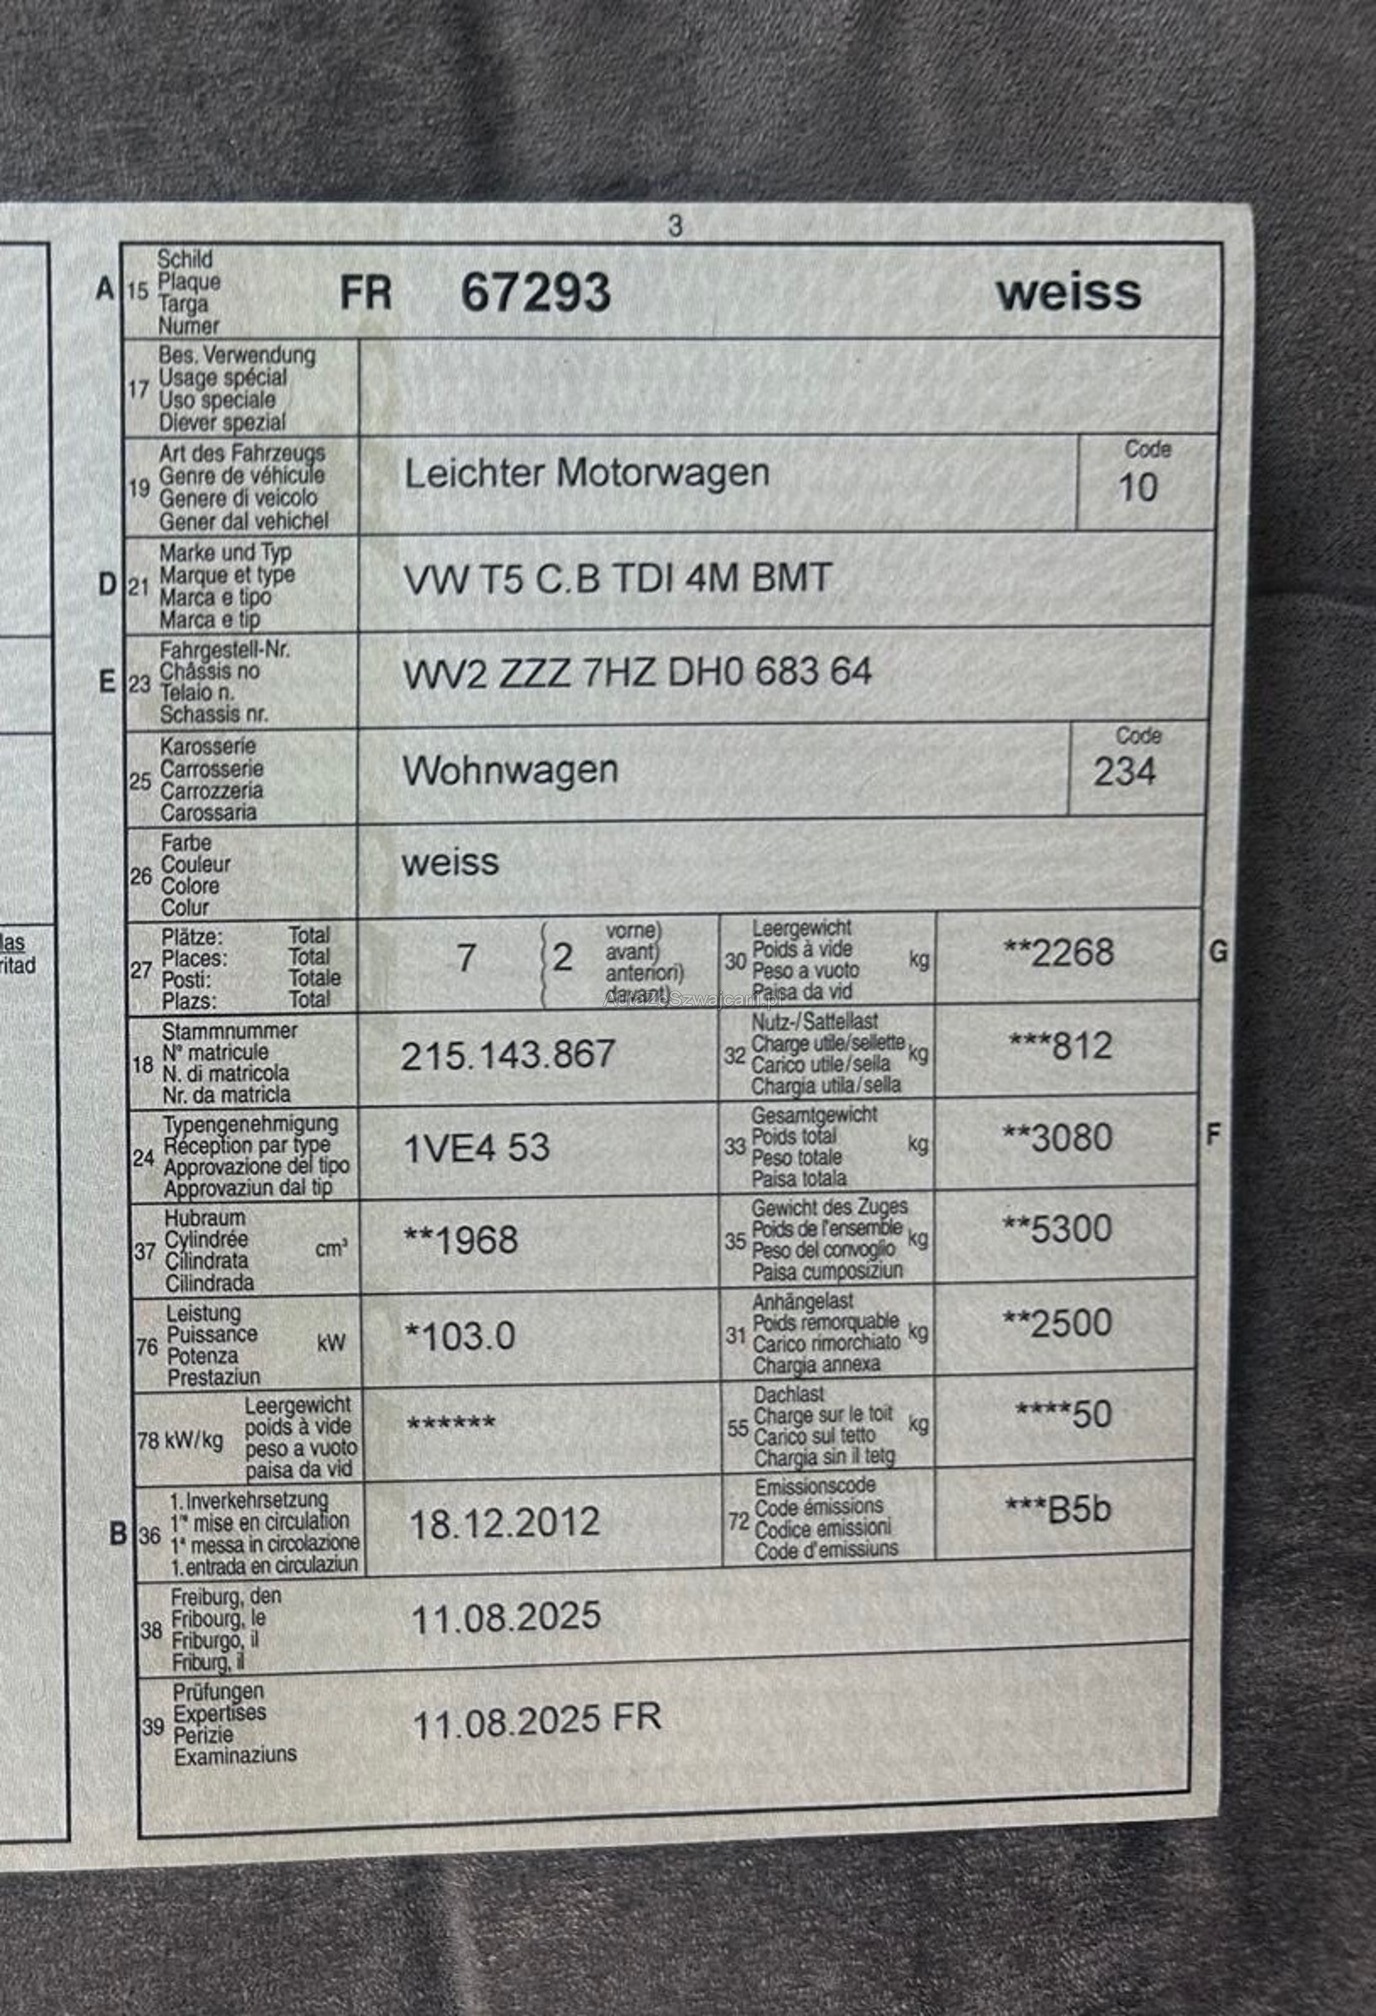 3
A 15 Schild
Plaque
Targa
Numer
FR 67293 weiss
17 Bes. Verwendung
Usage spécial
Uso speciale
Diever spezial
19 Art des Fahrzeugs
Genre de véhicule
Genere di veicolo
Gener dal vehichel
Leichter Motorwagen
Code
10
D 21 Marke und Typ
Marque et type
Marca e tipo
Marca e tip
VW T5 C.B TDI 4M BMT
E 23 Fahrgestell-Nr.
Châssis no
Telaio n.
Schassis nr.
WV2 ZZZ 7HZ DH0 683 64
25 Karosserie
Carrosserie
Carrozzeria
Carossaria
Wohnwagen
Code
234
26 Farbe
Couleur
Colore
Colur
weiss
las
ritad
27 Plätze: Total
Places: Total
Posti: Totale
Plazs: Total
7 2
vorne)
avant)
anteriori)
davant)
AutaZeSzwajcarii.pl
30 Leergewicht
Poids à vide
Peso a vuoto
Paisa da vid
kg
**2268
G
18 Stammnummer
N° matricule
N. di matricola
Nr. da matricla
215.143.867
32 Nutz-/Sattellast
Charge utile/sellette
Carico utile/sella
Chargia utila/sella
kg
***812
24 Typengenehmigung
Réception par type
Approvazione del tipo
Approvaziun dal tip
1VE4 53
33 Gesamtgewicht
Poids total
Peso totale
Paisa totala
kg
**3080
F
37 Hubraum
Cylindrée
Cilindrata
Cilindrada
cm³
**1968
35 Gewicht des Zuges
Poids de l'ensemble
Peso del convoglio
Paisa cumposiziun
kg
**5300
76 Leistung
Puissance
Potenza
Prestaziun
kW
*103.0
31 Anhängelast
Poids remorquable
Carico rimorchiato
Chargia annexa
kg
**2500
78 kW/kg
Leergewicht
poids à vide
peso a vuoto
paisa da vid
******
55 Dachlast
Charge sur le toit
Carico sul tetto
Chargia sin il tetg
kg
****50
B 36 1. Inverkehrsetzung
1re mise en circulation
1a messa in circolazione
1. entrada en circulaziun
18.12.2012
72 Emissionscode
Code émissions
Codice emissioni
Code d'emissiuns
***B5b
38 Freiburg, den
Fribourg, le
Friburgo, il
Friburg, il
11.08.2025
39 Prüfungen
Expertises
Perizie
Examinaziuns
11.08.2025 FR